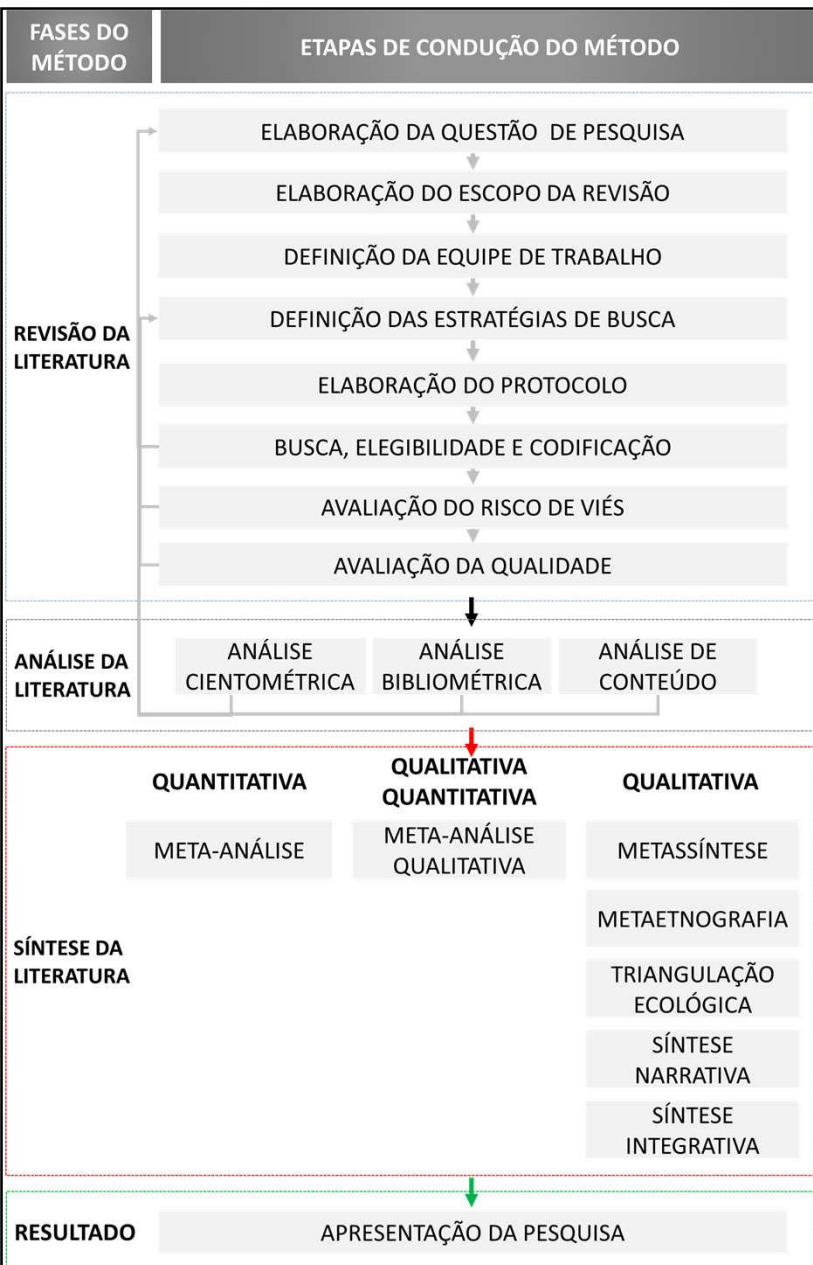 FASES DO
MÉTODO
ETAPAS DE CONDUÇÃO DO MÉTODO
REVISÃO DA
LITERATURA
ELABORAÇÃO DA QUESTÃO DE PESQUISA
ELABORAÇÃO DO ESCOPO DA REVISÃO
DEFINIÇÃO DA EQUIPE DE TRABALHO
DEFINIÇÃO DAS ESTRATÉGIAS DE BUSCA
ELABORAÇÃO DO PROTOCOLO
BUSCA, ELEGIBILIDADE E CODIFICAÇÃO
AVALIAÇÃO DO RISCO DE VIÉS
AVALIAÇÃO DA QUALIDADE
ANÁLISE DA
LITERATURA
ANÁLISE
CIENTOMÉTRICA
ANÁLISE
BIBLIOMÉTRICA
ANÁLISE DE
CONTEÚDO
SÍNTESE DA
LITERATURA
QUANTITATIVA
META-ANÁLISE
QUALITATIVA
QUANTITATIVA
META-ANÁLISE
QUALITATIVA
QUALITATIVA
METASSÍNTESE
METAETNOGRAFIA
TRIANGULAÇÃO
ECOLÓGICA
SÍNTESE
NARRATIVA
SÍNTESE
INTEGRATIVA
RESULTADO
APRESENTAÇÃO DA PESQUISA